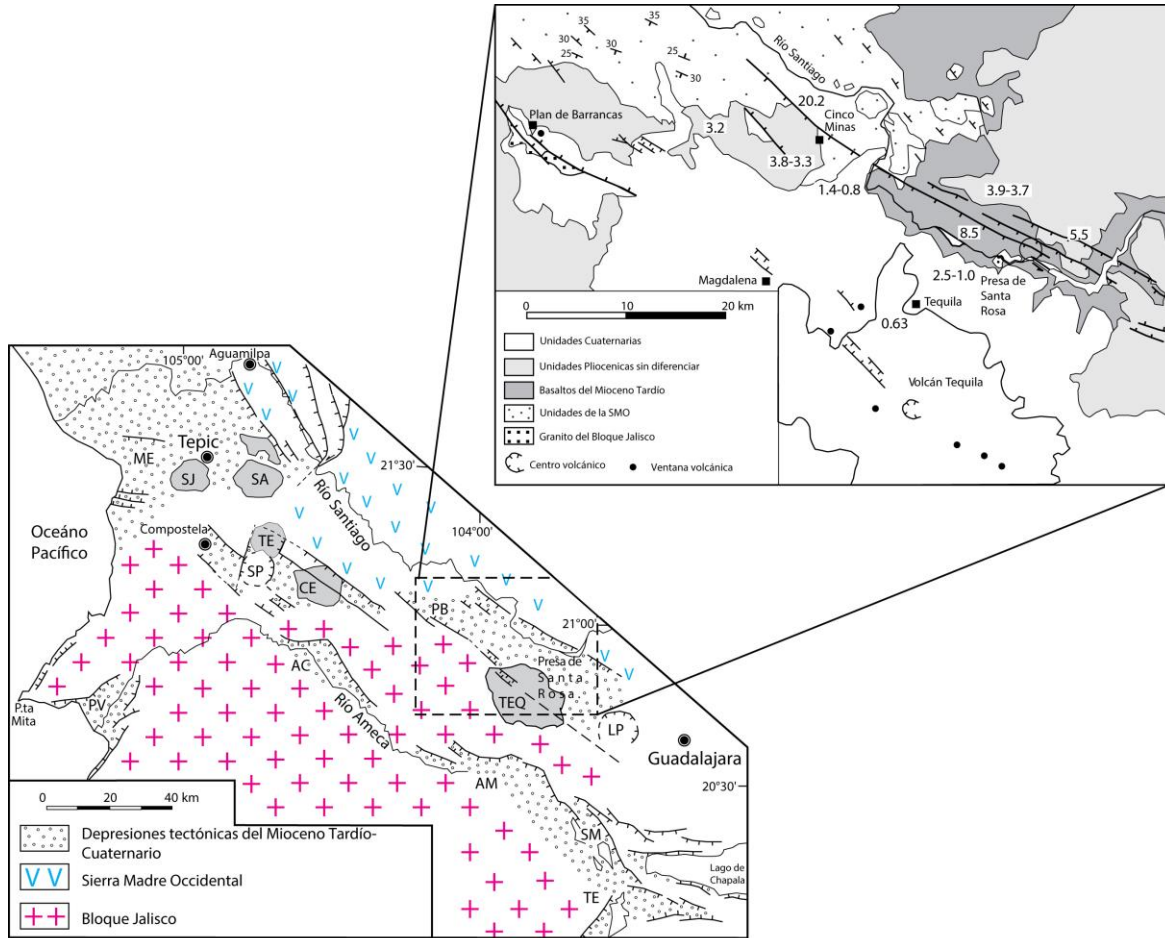 35
35
30
30
25
30
25
30
Río Santiago
20.2
Plan de Barrancas
Cinco
Minas
3.2
3.8-3.3
1.4-0.8
3.9-3.7
8.5
5.5
2.5-1.0
Presa de
Santa
Rosa
Magdalena
Tequila
0.63
Volcán Tequila
0 10 20 km
Unidades Cuaternarias
Unidades Pliocenicas sin diferenciar
Basaltos del Mioceno Tardío
Unidades de la SMO
Granito del Bloque Jalisco
Centro volcánico
Ventana volcánica
105°00'
Aguamilpa
Tepic
ME
SJ
SA
21°30'
Río Santiago
104°00'
Océano
Pacífico
Compostela
TE
SP
CE
PB
21°00'
Presa de
Santa
Rosa
AC
TEQ
Río Ameca
PV
P.ta
Mita
LP
Guadalajara
AM
20°30'
SM
Lago de
Chapala
TE
0 20 40 km
Depresiones tectónicas del Mioceno Tardío-
Cuaternario
V V Sierra Madre Occidental
Bloque Jalisco